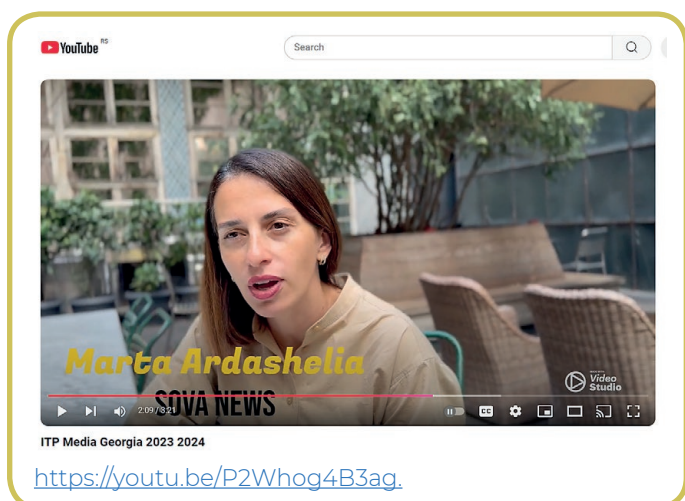 YouTube RS
Search
Marta Ardashelia
SOVA NEWS
Video
Studio
2:09 / 3:21
CC
ITP Media Georgia 2023 2024
https://youtu.be/P2Whog4B3ag.